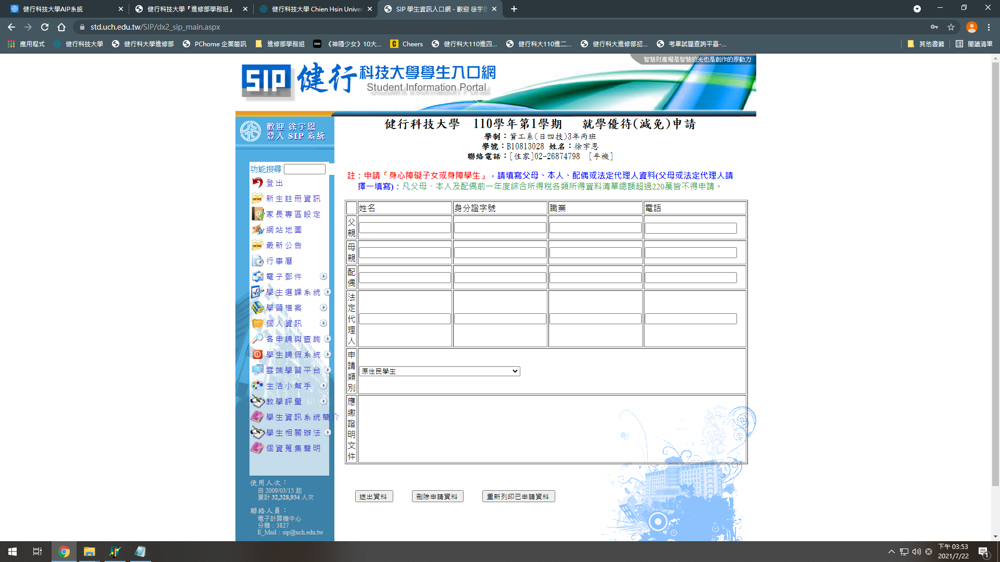 健行科技大學AIP系統
健行科技大學『進修部學務組』
健行科技大學 Chien Hsin Univer
SIP 學生資訊入口網 - 歡迎 徐宇恩
std.uch.edu.tw/SIP/dx2_sip_main.aspx
應用程式
健行科技大學
健行科大學進修部
PChome 企業簡訊
進修部學務組
TODAY
《神隱少女》10大...
Cheers
健行科大110進四...
健行科大110進二...
健行科大進修部招...
考畢試題查詢平臺-...
其他書籤
閱讀清單
智慧財產權是智慧的光也是創作的原動力
SIP 健行科技大學學生入口網
Student Information Portal
歡迎 徐宇恩
登入 SIP 系統
功能搜尋
登出
新生註冊資訊
家長專區設定
網站地圖
最新公告
行事曆
電子郵件
學生選課系統
學習檔案
個人資訊
各申請與查詢
學生請假系統
雲端學習平台
生活小幫手
教學評量
學生資訊系統簡介
學生相關辦法
個資蒐集聲明
使用人次：
自 2009/03/15 起
累計 32,328,934 人次
聯絡人員：
電子計算機中心
分機：3827
E_Mail：sip@uch.edu.tw
健行科技大學 110學年第1學期 就學優待(減免)申請
學制：資工系(日四技)3年丙班
學號：B10813028 姓名：徐宇恩
聯絡電話：[住家]02-26874798 [手機]
註：申請「身心障礙子女或身障學生」，請填寫父母、本人、配偶或法定代理人資料(父母或法定代理人請
擇一填寫)：凡父母、本人及配偶前一年度綜合所得稅各類所得資料清單總額超過220萬皆不得申請。
姓名 身分證字號 職業 電話
父親
母親
配偶
法定代理人
申請類別
原住民學生
應繳證明文件
送出資料 刪除申請資料 重新列印已申請資料
下午 03:53
2021/7/22
1